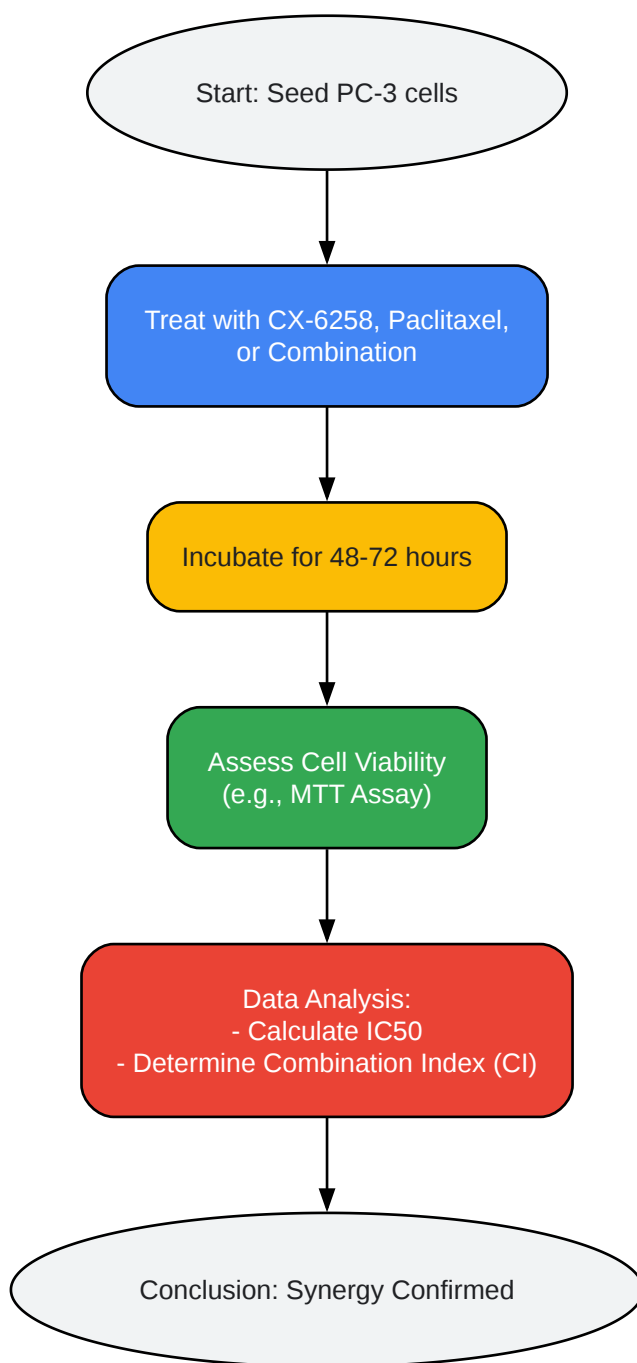 Start: Seed PC-3 cells
Treat with CX-6258, Paclitaxel,
or Combination
Incubate for 48-72 hours
Assess Cell Viability
(e.g., MTT Assay)
Data Analysis:
- Calculate IC50
- Determine Combination Index (CI)
Conclusion: Synergy Confirmed